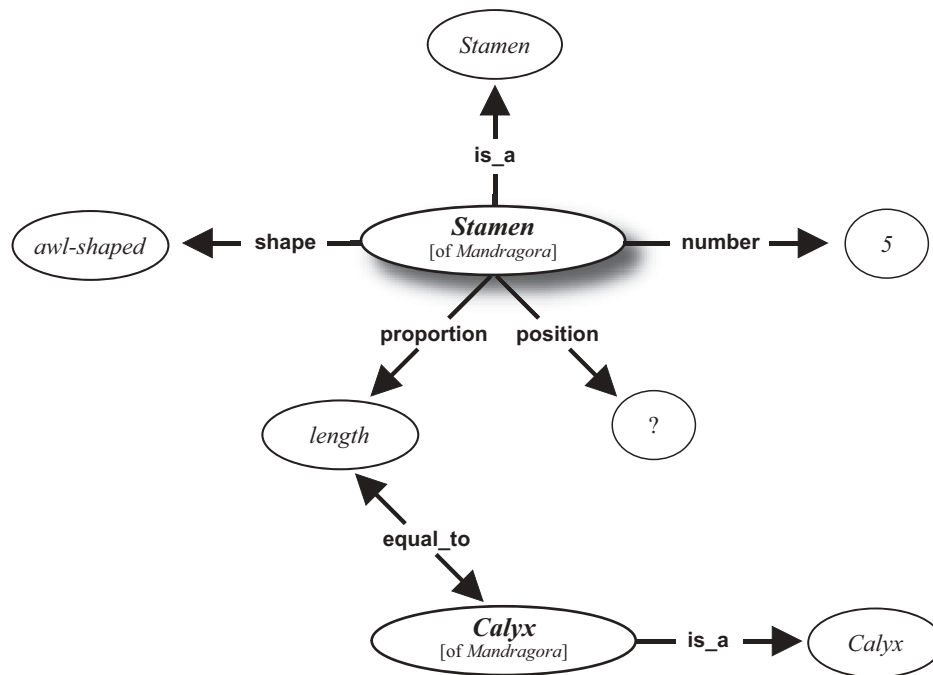 Stamen
is_a
Stamen
[of Mandragora]
awl-shaped
shape
number
5
proportion
position
length
?
equal_to
Calyx
[of Mandragora]
is_a
Calyx